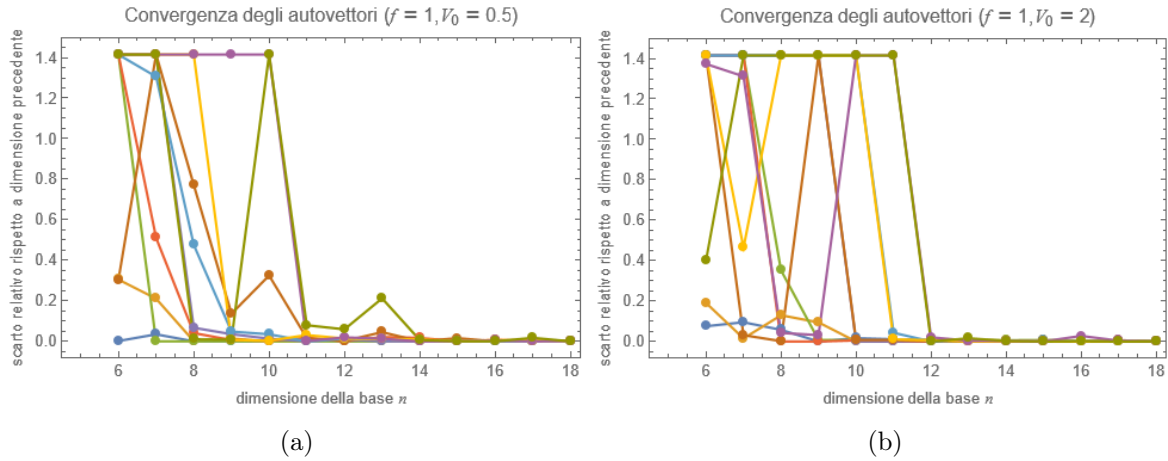 Convergenza degli autovettori (f = 1, V₀ = 0.5)
scarto relativo rispetto a dimensione precedente
1.4
1.2
1.0
0.8
0.6
0.4
0.2
0.0
6 8 10 12 14 16 18
dimensione della base n
(a)
Convergenza degli autovettori (f = 1, V₀ = 2)
scarto relativo rispetto a dimensione precedente
1.4
1.2
1.0
0.8
0.6
0.4
0.2
0.0
6 8 10 12 14 16 18
dimensione della base n
(b)